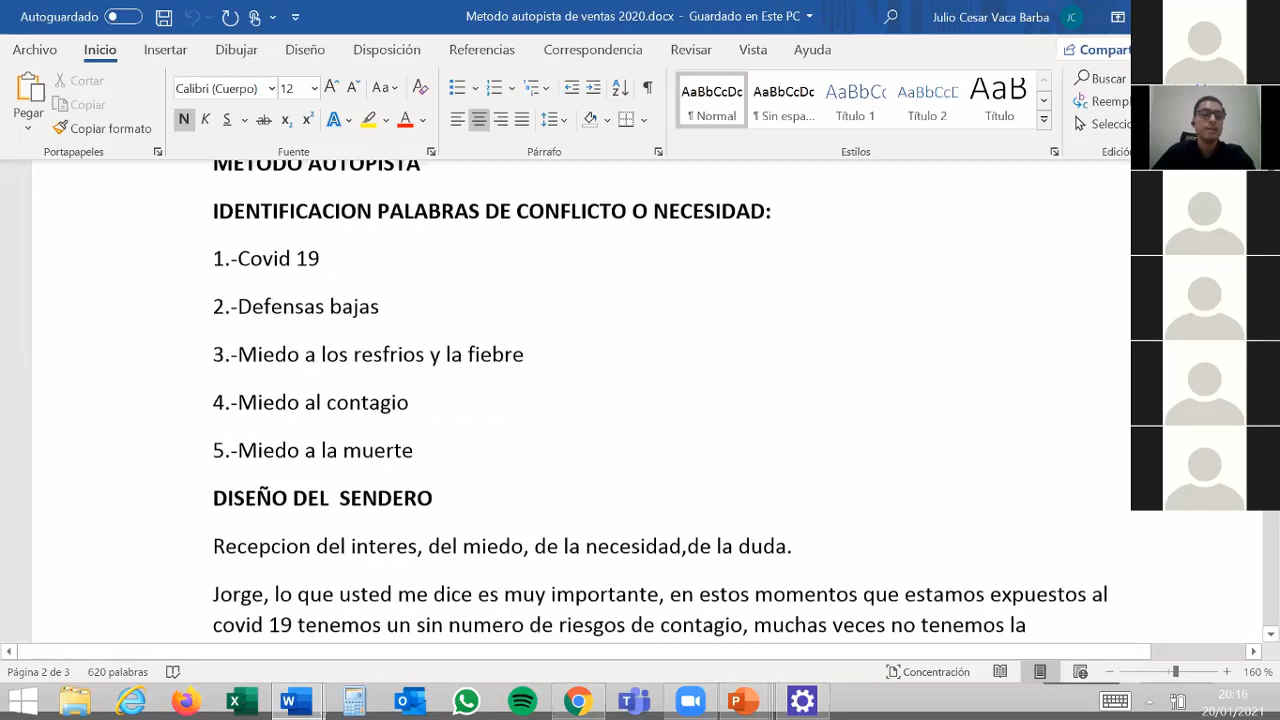 Autoguardado
Metodo autopista de ventas 2020.docx - Guardado en Este PC
Julio Cesar Vaca Barba
JC
Archivo Inicio Insertar Dibujar Diseño Disposición Referencias Correspondencia Revisar Vista Ayuda
Compart
Pegar
Cortar
Copiar
Copiar formato
Portapapeles
Calibri (Cuerpo) 12
Fuente
Párrafo
AaBbCcDc AaBbCcDc AaBbCc AaBbCcD AaB
¶ Normal ¶ Sin espa... Título 1 Título 2 Título
Estilos
Buscar
Reempl
Selecci
Edición
METODO AUTOPISTA
IDENTIFICACION PALABRAS DE CONFLICTO O NECESIDAD:
1.-Covid 19
2.-Defensas bajas
3.-Miedo a los resfrios y la fiebre
4.-Miedo al contagio
5.-Miedo a la muerte
DISEÑO DEL  SENDERO
Recepcion del interes, del miedo, de la necesidad,de la duda.
Jorge, lo que usted me dice es muy importante, en estos momentos que estamos expuestos al
covid 19 tenemos un sin numero de riesgos de contagio, muchas veces no tenemos la
Página 2 de 3 620 palabras
Concentración
160 %
20:16
20/01/2021